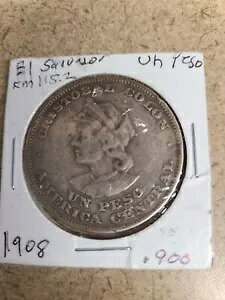 El Salvador
Un Peso
KM 115.2
CRISTOBAL COLON
UN PESO
AMERICA CENTRAL
1908
.900